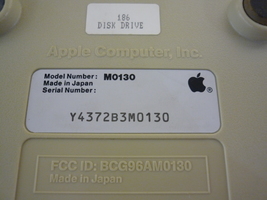 186
DISK DRIVE
Apple Computer, Inc.
Model Number: M0130
Made in Japan
Serial Number:
Y4372B3M0130
FCC ID: BCG96AM0130
Made in Japan